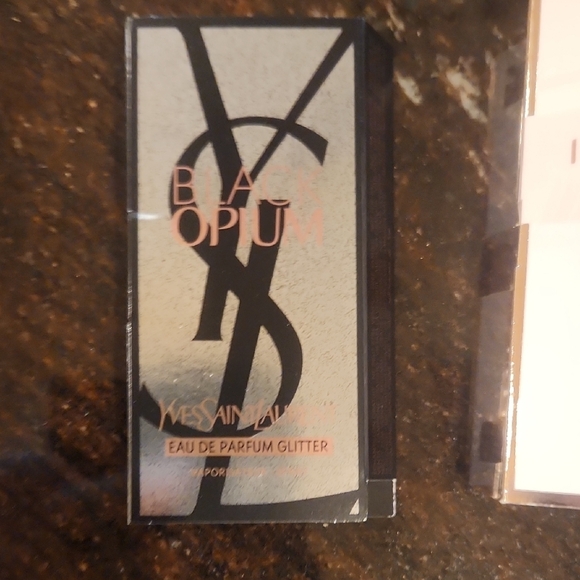 BLACK
OPIUM
YVESSAINTLAURENT
EAU DE PARFUM GLITTER